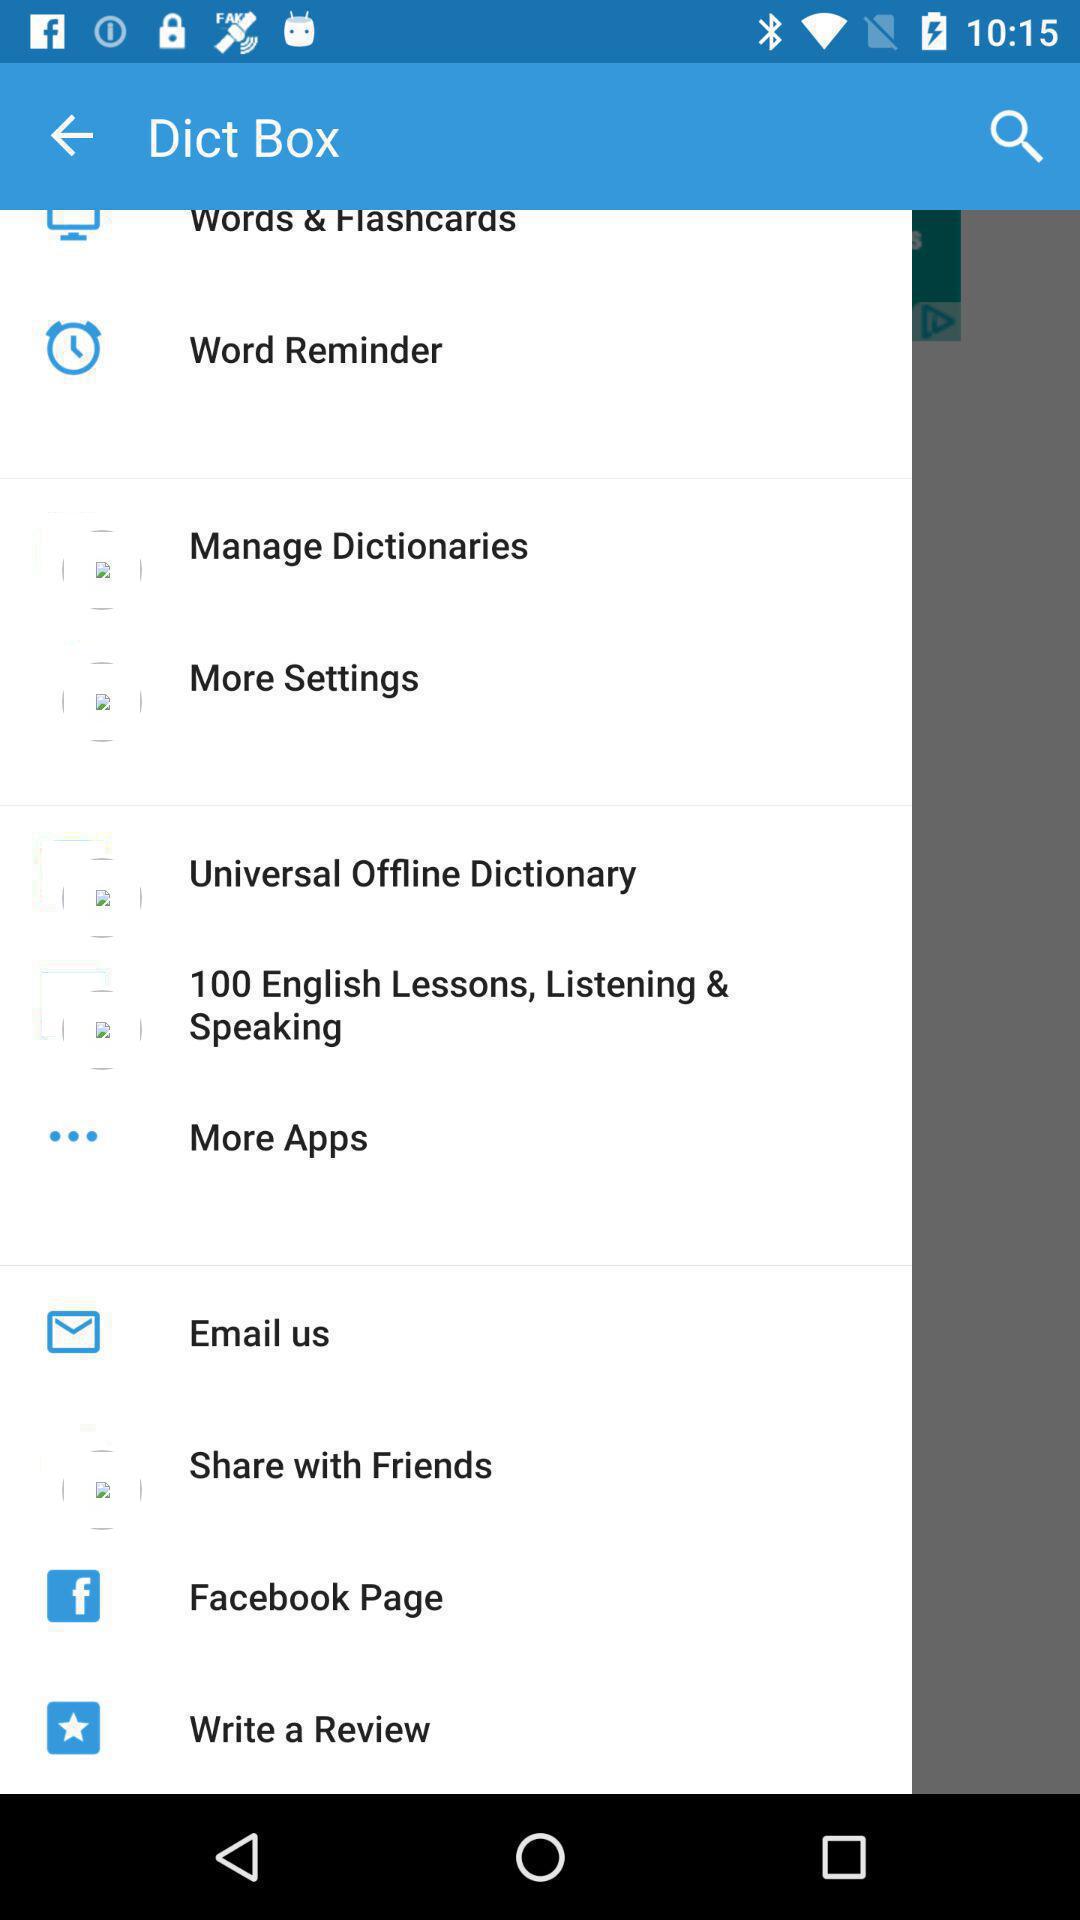 FAKE
10:15
Dict Box
Words & Flashcards
s
Word Reminder
Manage Dictionaries
More Settings
Universal Offline Dictionary
100 English Lessons, Listening &
Speaking
More Apps
Email us
Share with Friends
Facebook Page
Write a Review